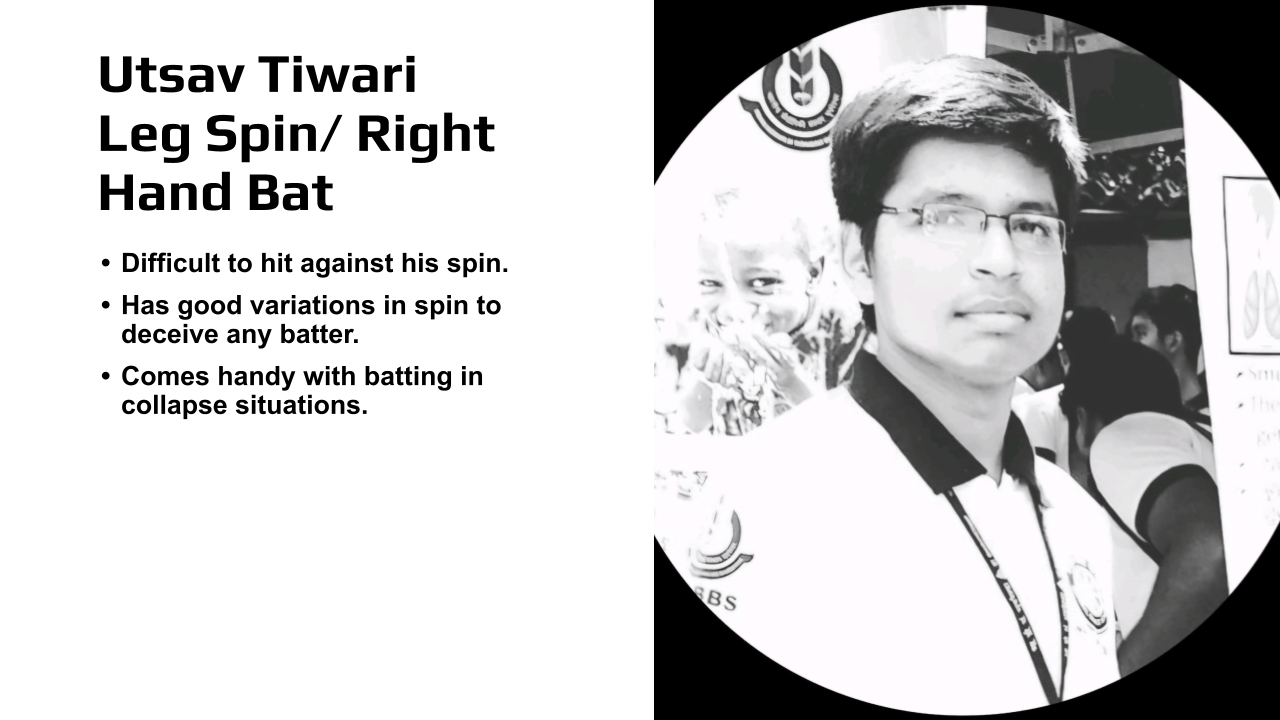 Utsav Tiwari
Leg Spin/ Right
Hand Bat
• Difficult to hit against his spin.
• Has good variations in spin to
deceive any batter.
• Comes handy with batting in
collapse situations.
BBS